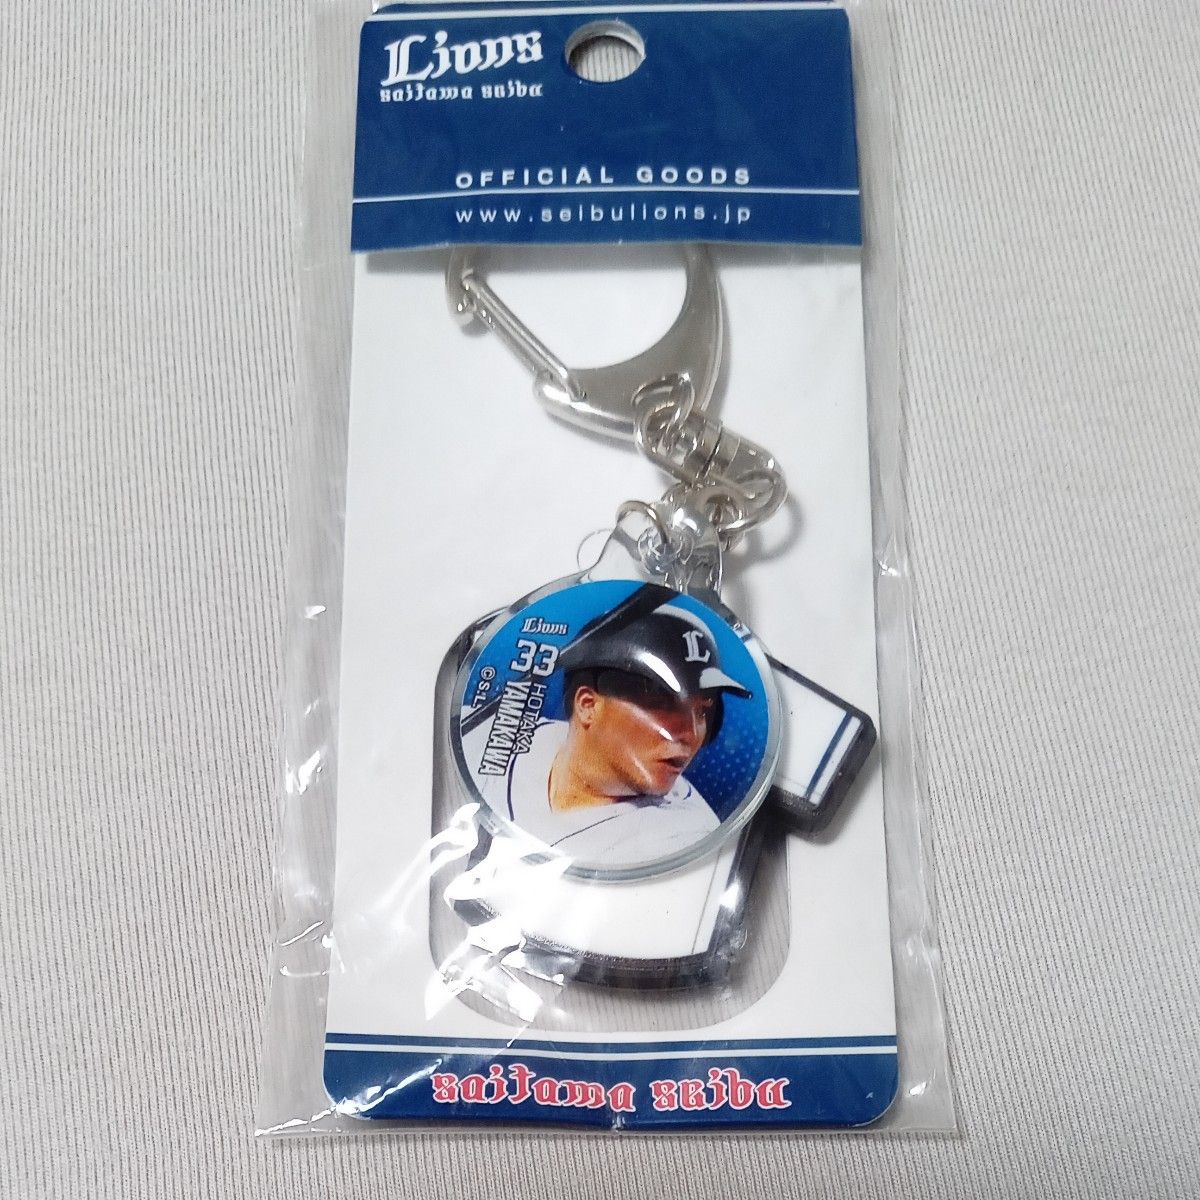 Lions
saitama seibu
OFFICIAL GOODS
www.seibulions.jp
L
Lions
33
HOTAKA
YAMAKAWA
©S.L.
saitama seibu